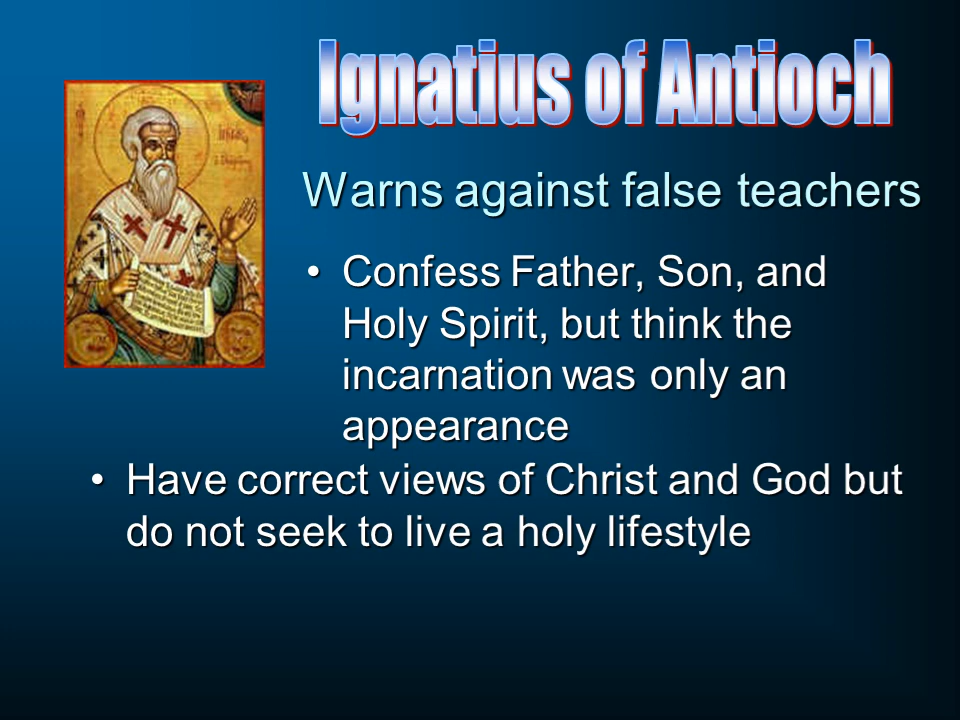 Ignatius of Antioch
Warns against false teachers
• Confess Father, Son, and
Holy Spirit, but think the
incarnation was only an
appearance
• Have correct views of Christ and God but
do not seek to live a holy lifestyle